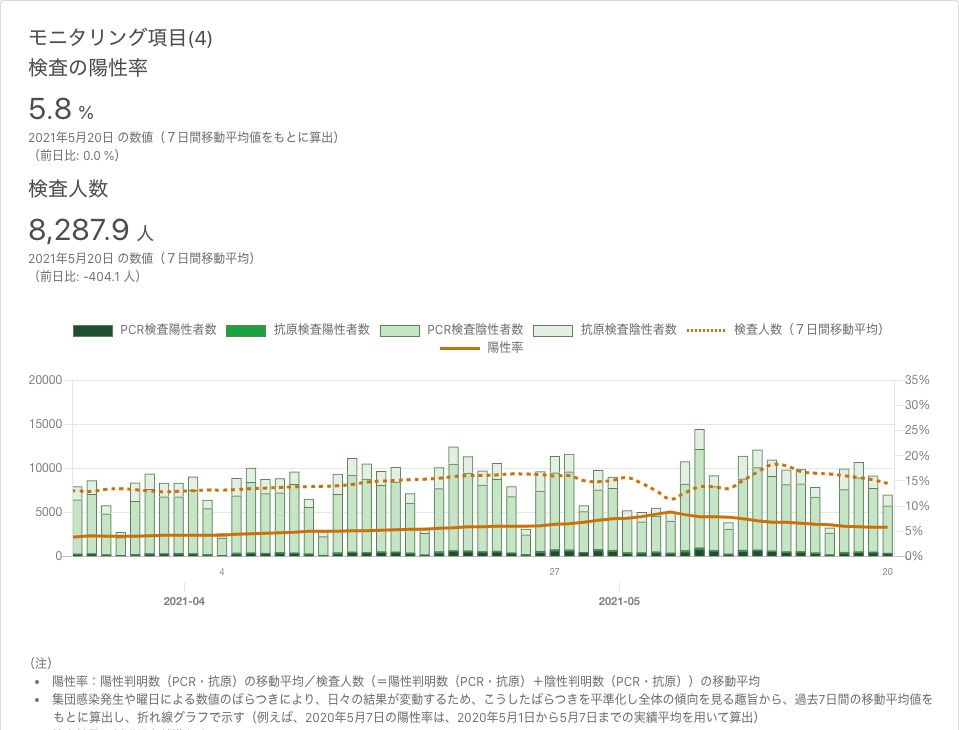 モニタリング項目(4)
検査の陽性率
5.8 %
2021年5月20日 の数値（７日間移動平均値をもとに算出）
（前日比: 0.0 %）
検査人数
8,287.9 人
2021年5月20日 の数値（７日間移動平均）
（前日比: -404.1 人）
PCR検査陽性者数 抗原検査陽性者数 PCR検査陰性者数 抗原検査陰性者数 検査人数（７日間移動平均）
陽性率
20000 35%
30%
15000 25%
20%
10000 15%
5000 10%
5%
0 0%
4 27 20
2021-04 2021-05
（注）
• 陽性率：陽性判明数（PCR・抗原）の移動平均／検査人数（＝陽性判明数（PCR・抗原）＋陰性判明数（PCR・抗原））の移動平均
• 集団感染発生や曜日による数値のばらつきにより、日々の結果が変動するため、こうしたばらつきを平準化し全体の傾向を見る趣旨から、過去7日間の移動平均値を
もとに算出し、折れ線グラフで示す（例えば、2020年5月7日の陽性率は、2020年5月1日から5月7日までの実績平均を用いて算出）